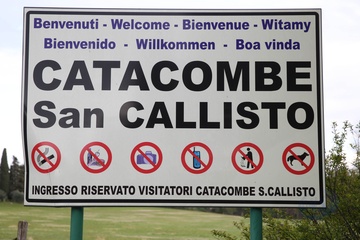 Benvenuti - Welcome - Bienvenue - Witamy
Bienvenido - Willkommen - Boa vinda
CATACOMBE
San CALLISTO
INGRESSO RISERVATO VISITATORI CATACOMBE S.CALLISTO